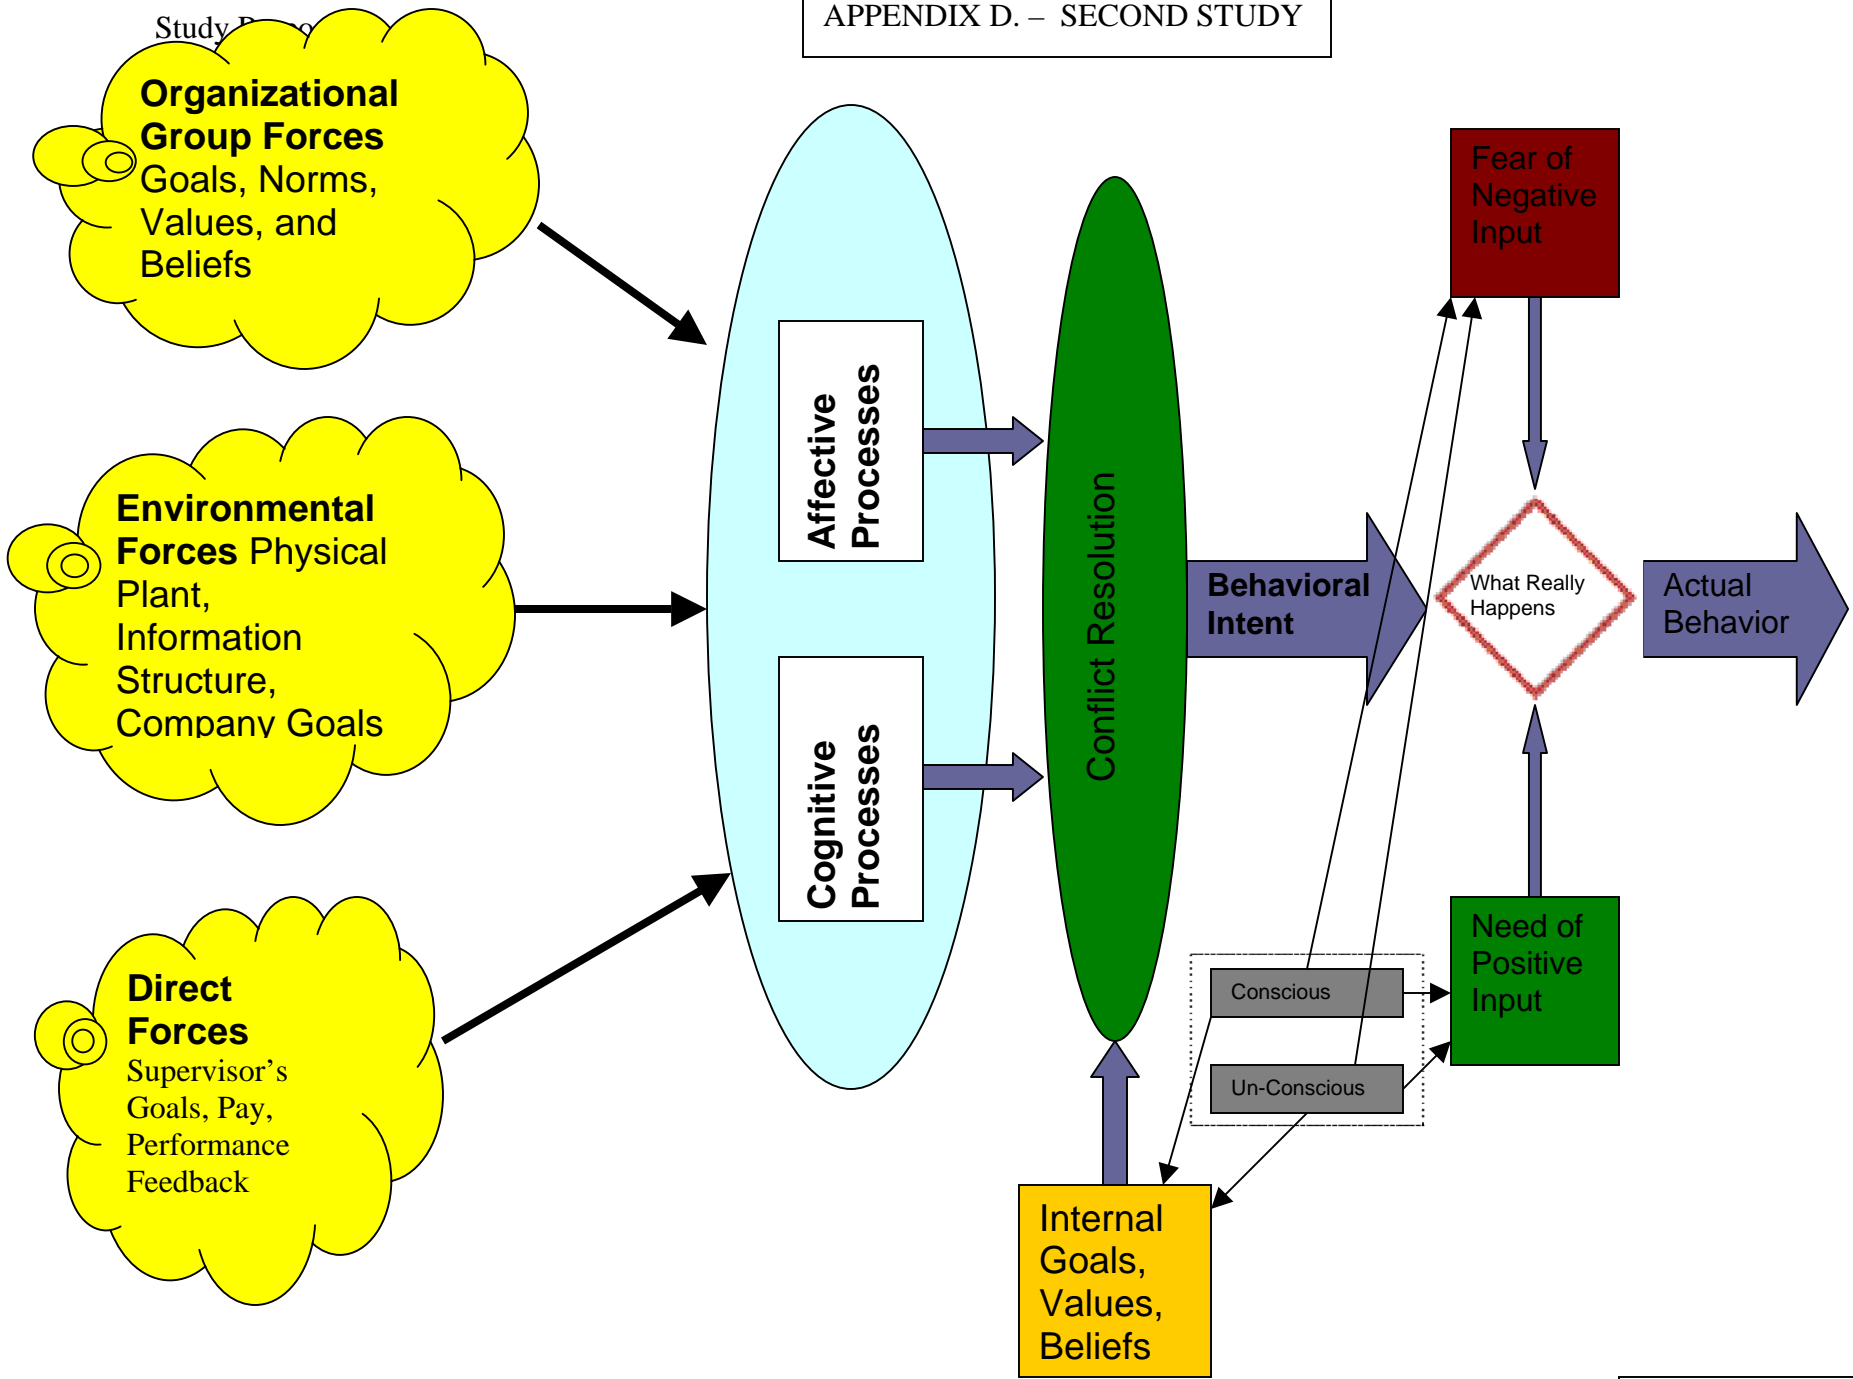 Study
APPENDIX D. – SECOND STUDY
Organizational
Group Forces
Goals, Norms,
Values, and
Beliefs
Environmental
Forces Physical
Plant,
Information
Structure,
Company Goals
Direct
Forces
Supervisor's
Goals, Pay,
Performance
Feedback
Affective
Processes
Cognitive
Processes
Conflict Resolution
Behavioral
Intent
Fear of
Negative
Input
What Really
Happens
Actual
Behavior
Need of
Positive
Input
Conscious
Un-Conscious
Internal
Goals,
Values,
Beliefs